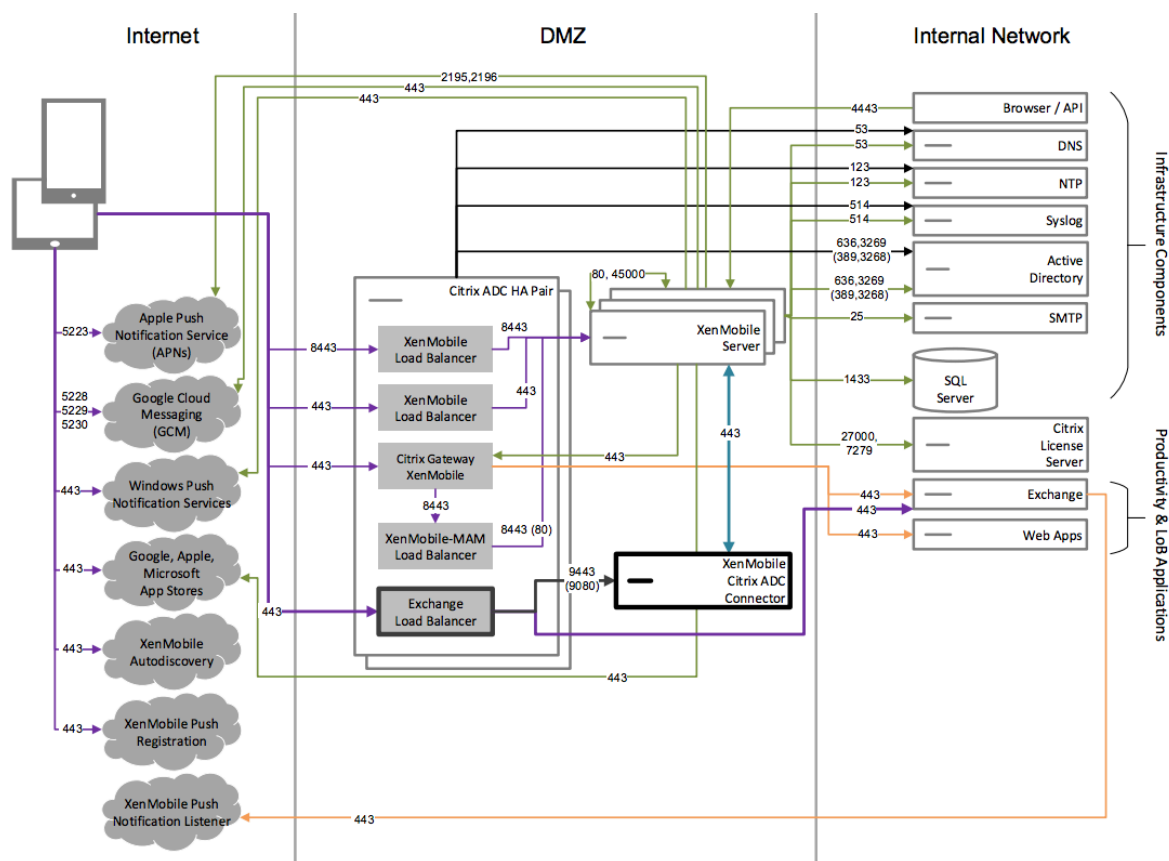 Internet
DMZ
Internal Network
2195,2196
443
443
4443
Browser / API
53
53
DNS
123
123
NTP
514
514
Syslog
636,3269
(389,3268)
Active
Directory
636,3269
(389,3268)
80, 45000
25
SMTP
Infrastructure Components
Citrix ADC HA Pair
5223
Apple Push
Notification Service
(APNs)
8443
XenMobile
Load Balancer
8443
XenMobile
Server
1433
SQL
Server
5228
5229
5230
Google Cloud
Messaging
(GCM)
443
XenMobile
Load Balancer
443
443
27000,
7279
Citrix
License
Server
443
Windows Push
Notification Services
443
Citrix Gateway
XenMobile
443
8443
443
Exchange
443
443
Web Apps
Productivity & LoB Applications
443
Google, Apple,
Microsoft
App Stores
XenMobile-MAM
Load Balancer
8443 (80)
9443
(9080)
XenMobile
Citrix ADC
Connector
443
Exchange
Load Balancer
443
XenMobile
Autodiscovery
443
443
XenMobile Push
Registration
XenMobile Push
Notification Listener
443